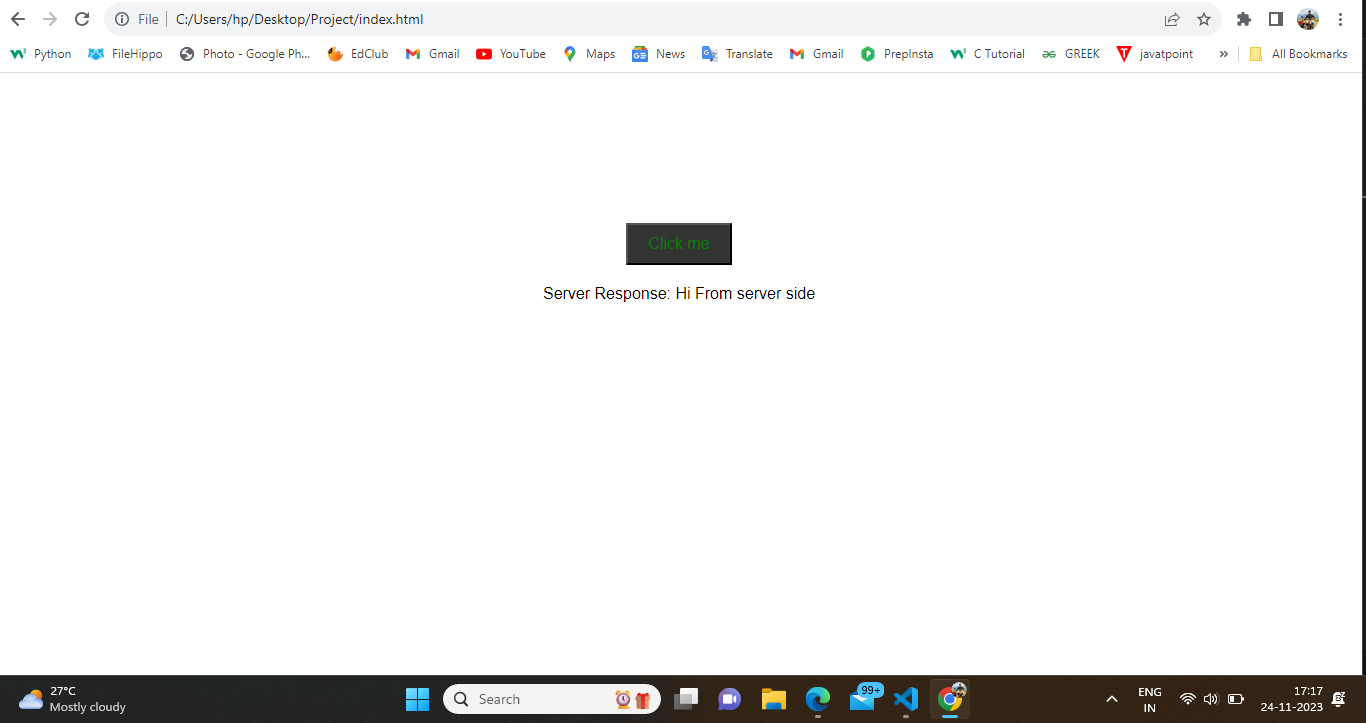 File C:/Users/hp/Desktop/Project/index.html
Python FileHippo Photo - Google Ph... EdClub Gmail YouTube Maps News Translate Gmail PrepInsta C Tutorial GREEK javatpoint » All Bookmarks
Click me
Server Response: Hi From server side
27°C
Mostly cloudy
Search
99+
ENG
IN
17:17
24-11-2023